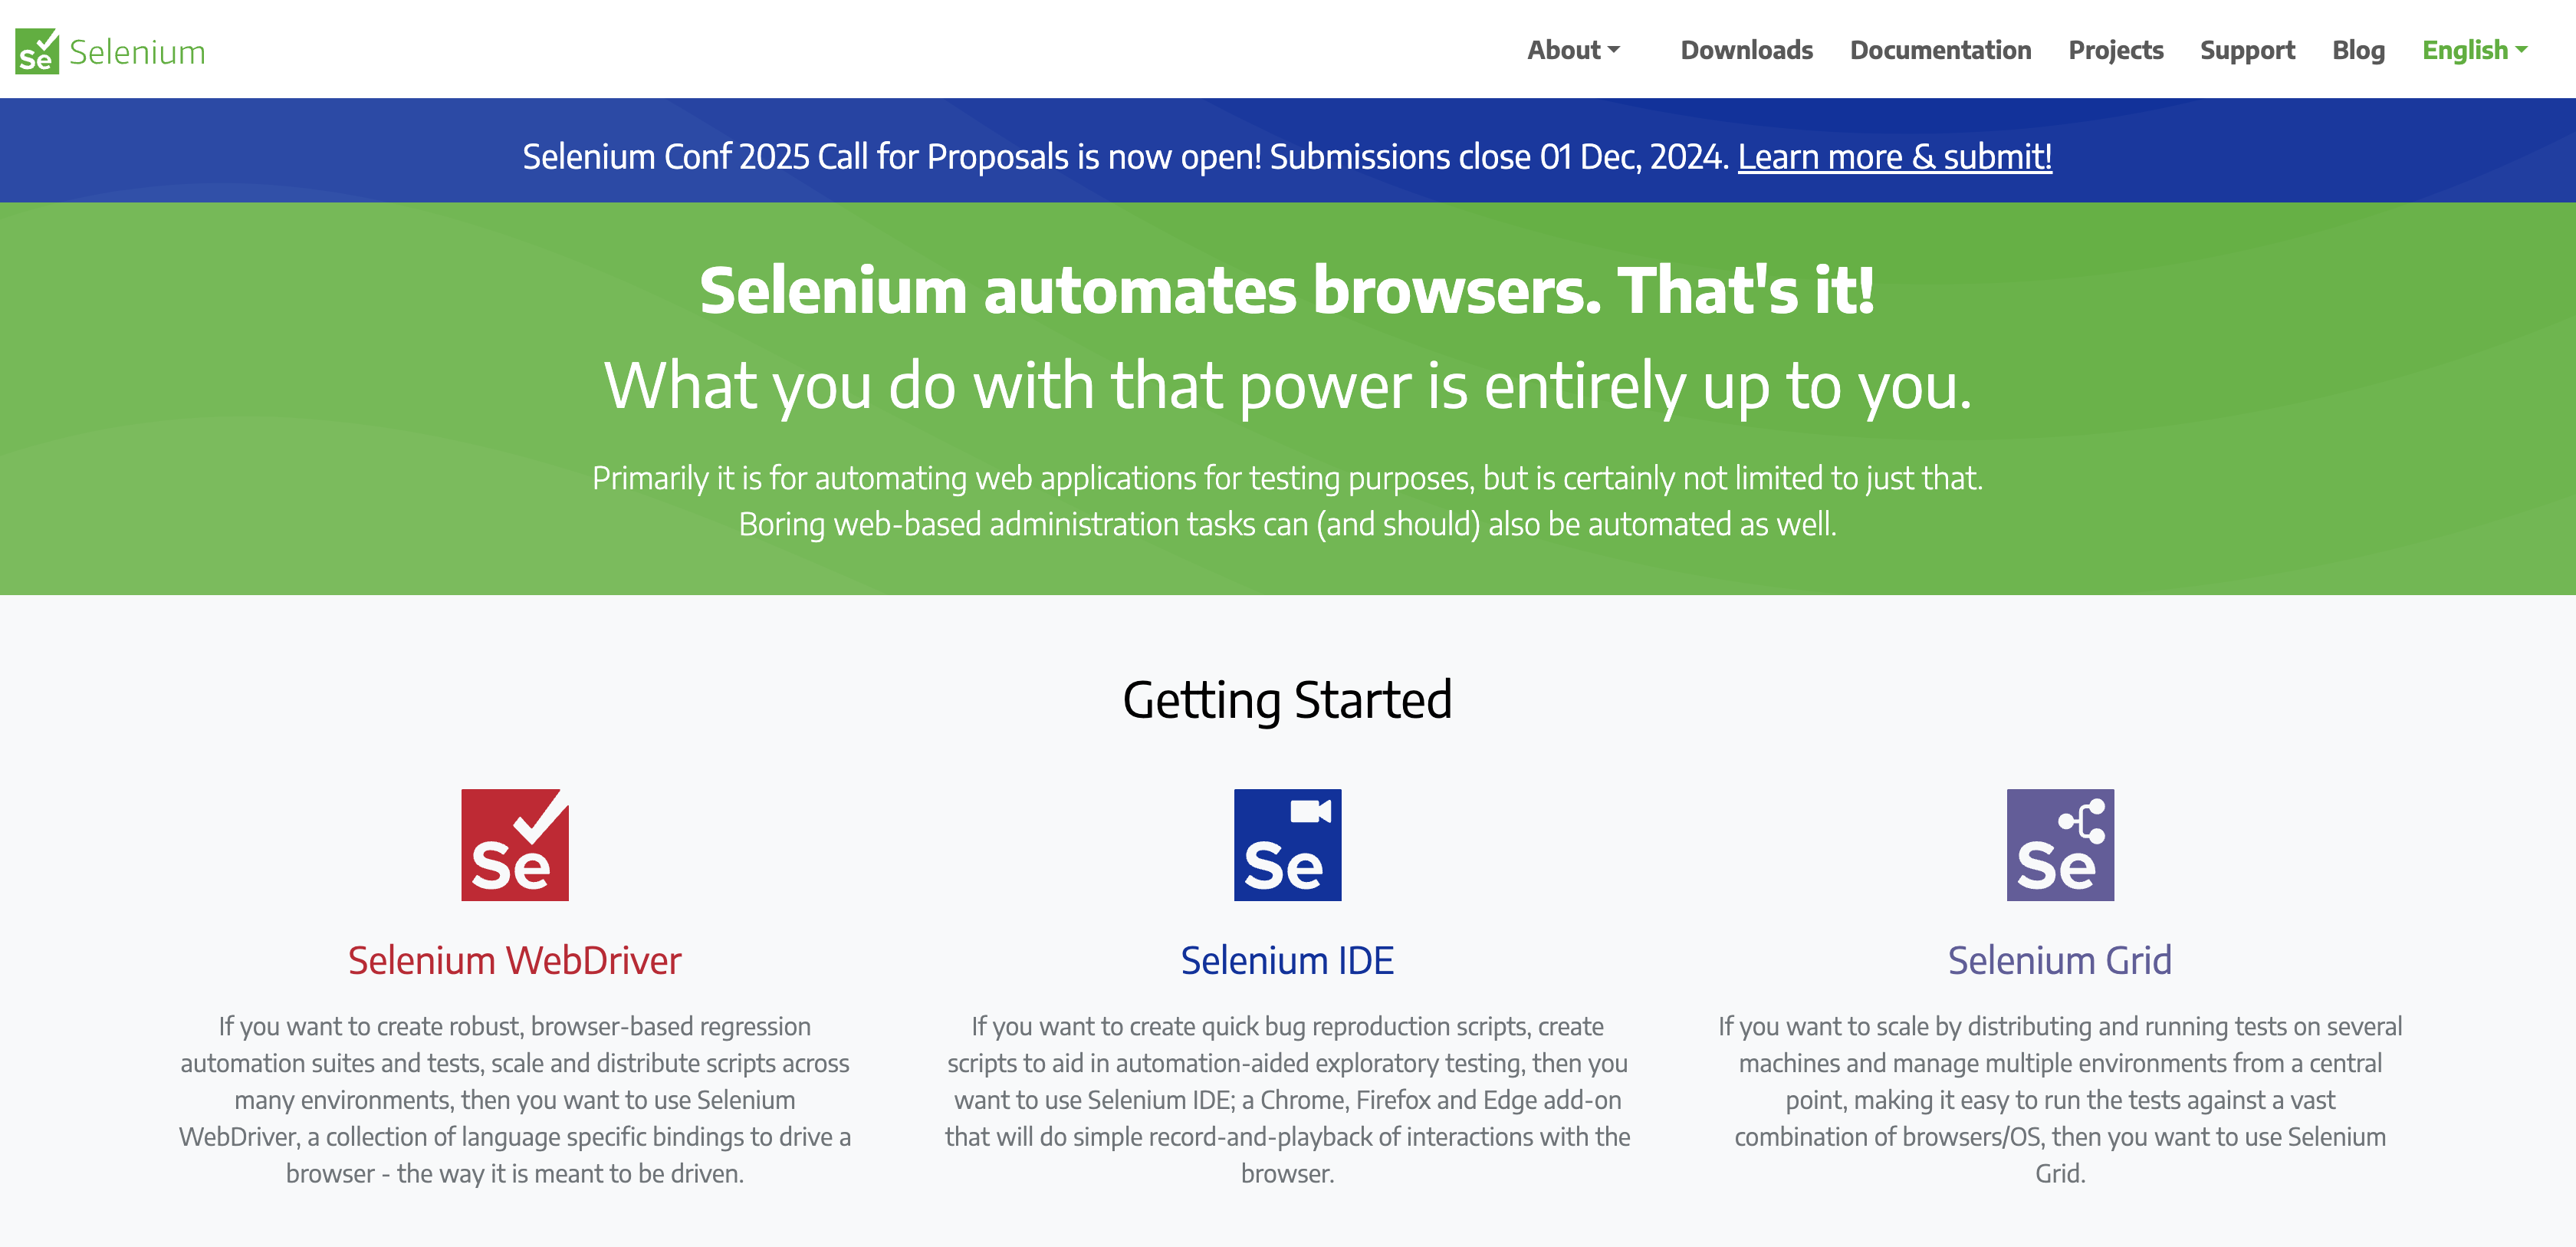 Se Selenium
About Downloads Documentation Projects Support Blog English
Selenium Conf 2025 Call for Proposals is now open! Submissions close 01 Dec, 2024. Learn more & submit!
Selenium automates browsers. That's it!
What you do with that power is entirely up to you.
Primarily it is for automating web applications for testing purposes, but is certainly not limited to just that.
Boring web-based administration tasks can (and should) also be automated as well.
Getting Started
Se
Selenium WebDriver
If you want to create robust, browser-based regression
automation suites and tests, scale and distribute scripts across
many environments, then you want to use Selenium
WebDriver, a collection of language specific bindings to drive a
browser - the way it is meant to be driven.
Se
Selenium IDE
If you want to create quick bug reproduction scripts, create
scripts to aid in automation-aided exploratory testing, then you
want to use Selenium IDE; a Chrome, Firefox and Edge add-on
that will do simple record-and-playback of interactions with the
browser.
Se
Selenium Grid
If you want to scale by distributing and running tests on several
machines and manage multiple environments from a central
point, making it easy to run the tests against a vast
combination of browsers/OS, then you want to use Selenium
Grid.